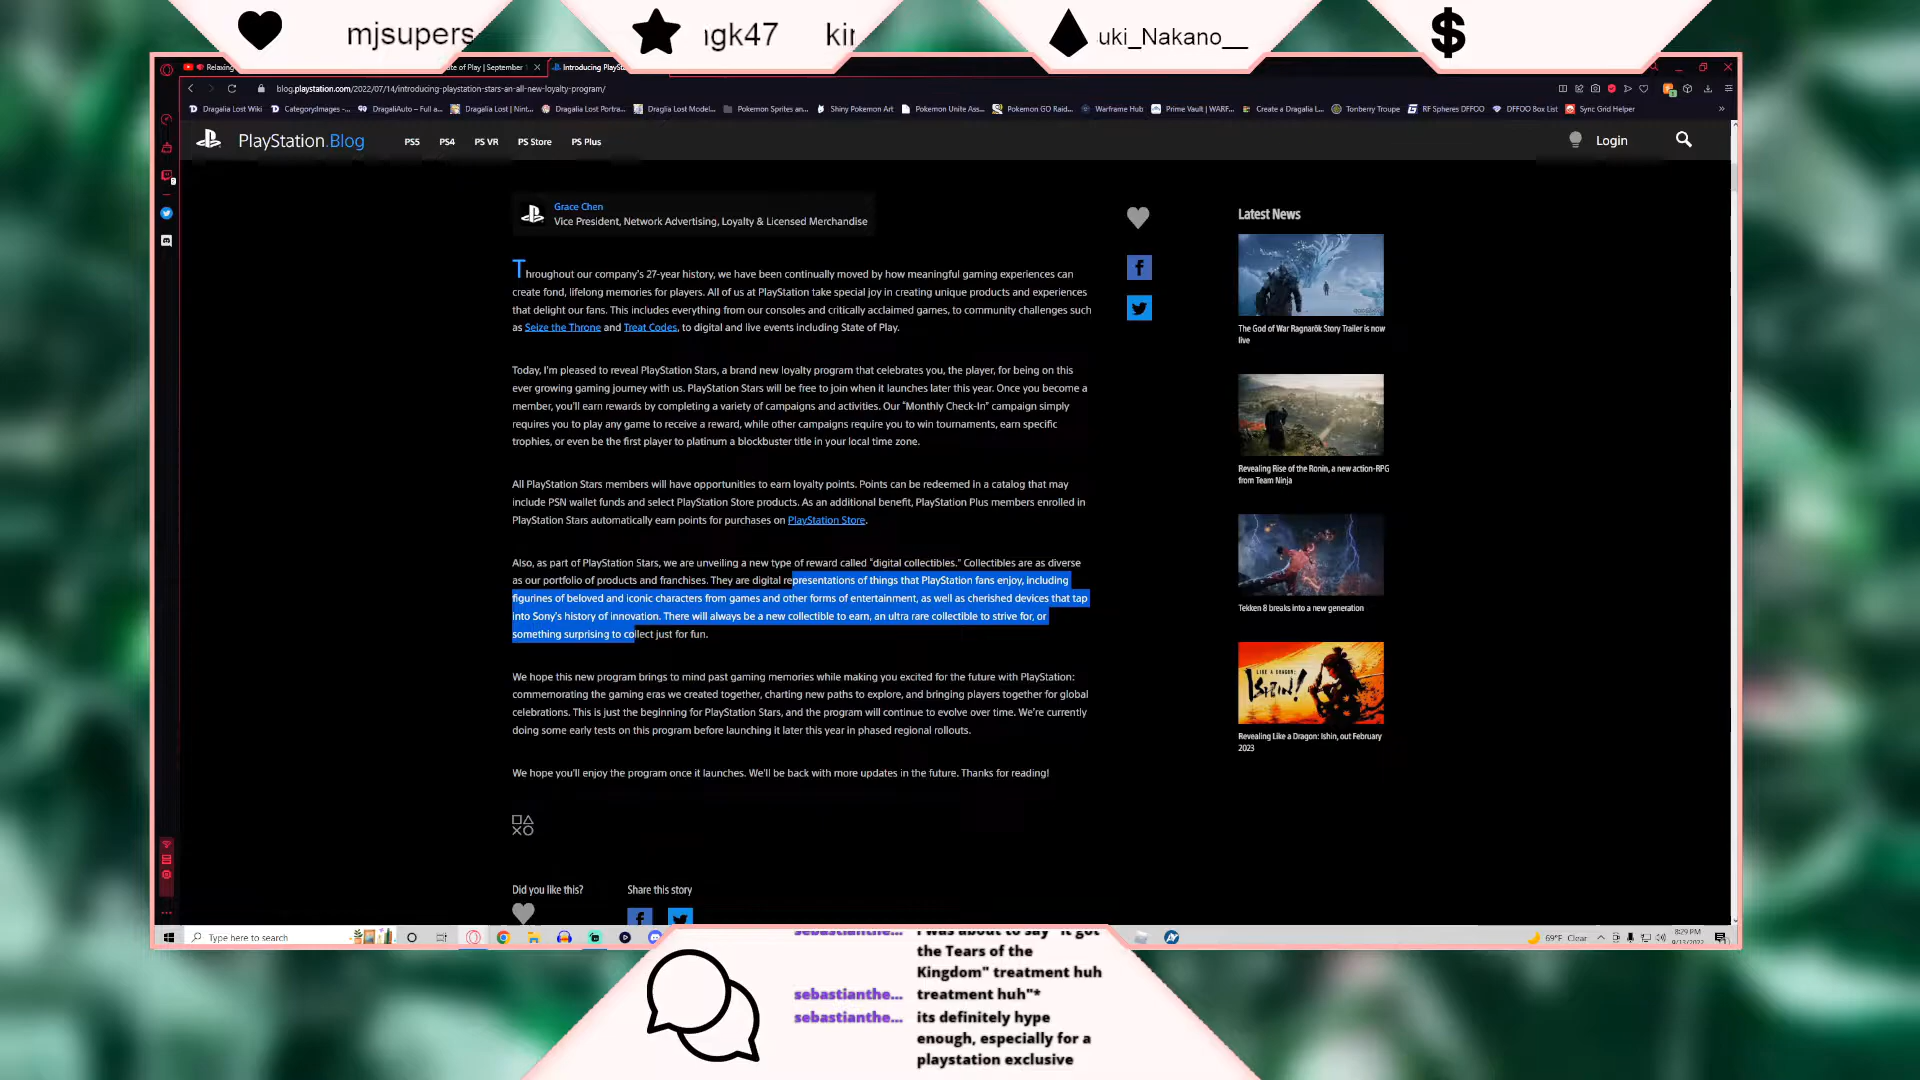 mjsupers
ngk47 kin
uki_Nakano__
$
Relaxing
te of Play | September
Introducing PlaySt
blog.playstation.com/2022/07/14/introducing-playstation-stars-an-all-new-loyalty-program/
Dragalia Lost Wiki
CategorydImages -...
DragaliAuto – Full a...
Dragalia Lost | Nint...
Dragalia Lost Portra...
Draglia Lost Model...
Pokemon Sprites an...
Shiny Pokemon Art
Pokemon Unite Ass...
Pokemon GO Raid...
Warframe Hub
Prime Vault | WARF...
Create a Dragalia L...
Tonberry Troupe
RF Spheres DFFOO
DFFOO Box List
Sync Grid Helper
PlayStation.Blog
PS5
PS4
PS VR
PS Store
PS Plus
Login
Grace Chen
Vice President, Network Advertising, Loyalty & Licensed Merchandise
Throughout our company's 27-year history, we have been continually moved by how meaningful gaming experiences can
create fond, lifelong memories for players. All of us at PlayStation take special joy in creating unique products and experiences
that delight our fans. This includes everything from our consoles and critically acclaimed games, to community challenges such
as Seize the Throne and Treat Codes, to digital and live events including State of Play.
Today, I'm pleased to reveal PlayStation Stars, a brand new loyalty program that celebrates you, the player, for being on this
ever growing gaming journey with us. PlayStation Stars will be free to join when it launches later this year. Once you become a
member, you'll earn rewards by completing a variety of campaigns and activities. Our "Monthly Check-In" campaign simply
requires you to play any game to receive a reward, while other campaigns require you to win tournaments, earn specific
trophies, or even be the first player to platinum a blockbuster title in your local time zone.
All PlayStation Stars members will have opportunities to earn loyalty points. Points can be redeemed in a catalog that may
include PSN wallet funds and select PlayStation Store products. As an additional benefit, PlayStation Plus members enrolled in
PlayStation Stars automatically earn points for purchases on PlayStation Store.
Also, as part of PlayStation Stars, we are unveiling a new type of reward called "digital collectibles." Collectibles are as diverse
as our portfolio of products and franchises. They are digital representations of things that PlayStation fans enjoy, including
figurines of beloved and iconic characters from games and other forms of entertainment, as well as cherished devices that tap
into Sony's history of innovation. There will always be a new collectible to earn, an ultra rare collectible to strive for, or
something surprising to collect just for fun.
We hope this new program brings to mind past gaming memories while making you excited for the future with PlayStation:
commemorating the gaming eras we created together, charting new paths to explore, and bringing players together for global
celebrations. This is just the beginning for PlayStation Stars, and the program will continue to evolve over time. We're currently
doing some early tests on this program before launching it later this year in phased regional rollouts.
We hope you'll enjoy the program once it launches. We'll be back with more updates in the future. Thanks for reading!
Did you like this?
Share this story
Latest News
The God of War Ragnarök Story Trailer is now
live
Revealing Rise of the Ronin, a new action-RPG
from Team Ninja
Tekken 8 breaks into a new generation
LIKE A DRAGON
ISHIN!
Revealing Like a Dragon: Ishin, out February
2023
Type here to search
69°F Clear
8:29 PM
9/13/2022
sebastianthe... I was about to say "it got
the Tears of the
Kingdom" treatment huh
sebastianthe... treatment huh"*
sebastianthe... its definitely hype
enough, especially for a
playstation exclusive